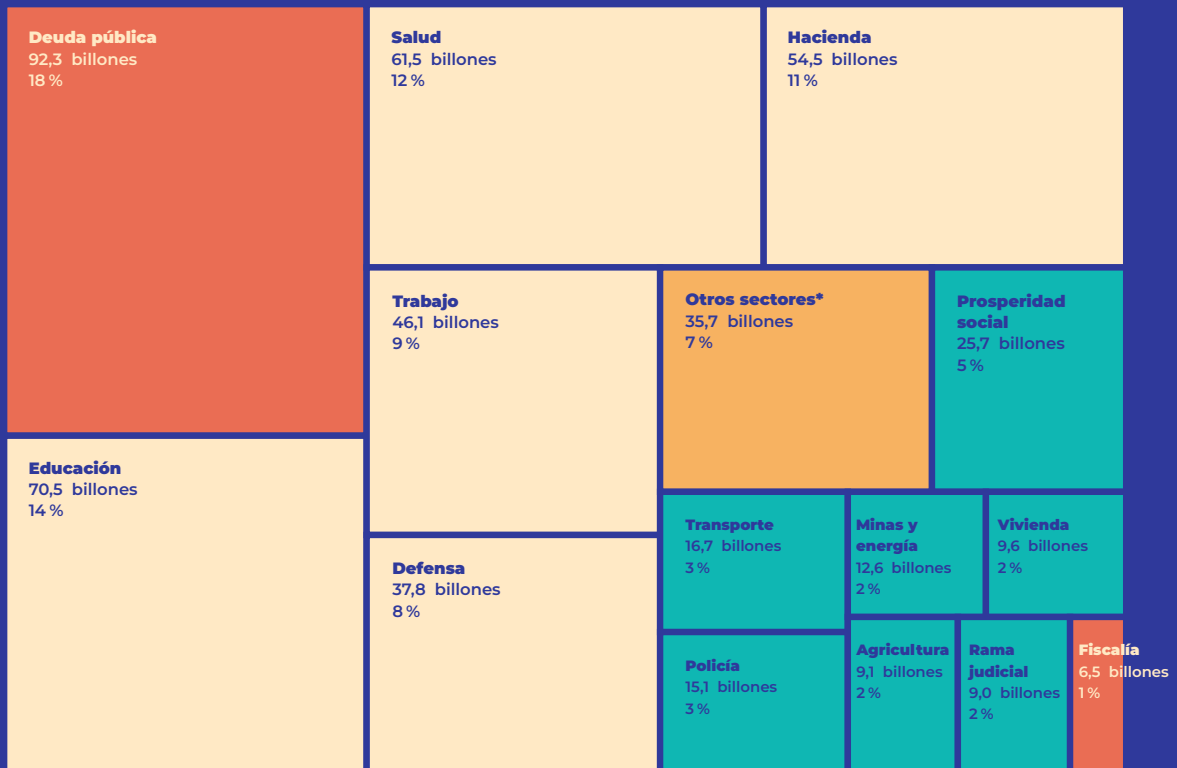 Deuda pública
92,3 billones
18 %
Salud
61,5 billones
12 %
Hacienda
54,5 billones
11 %
Trabajo
46,1 billones
9 %
Otros sectores*
35,7 billones
7 %
Prosperidad
social
25,7 billones
5 %
Educación
70,5 billones
14 %
Defensa
37,8 billones
8 %
Transporte
16,7 billones
3 %
Minas y
energía
12,6 billones
2 %
Vivienda
9,6 billones
2 %
Policía
15,1 billones
3 %
Agricultura
9,1 billones
2 %
Rama
judicial
9,0 billones
2 %
Fiscalía
6,5 billones
1 %